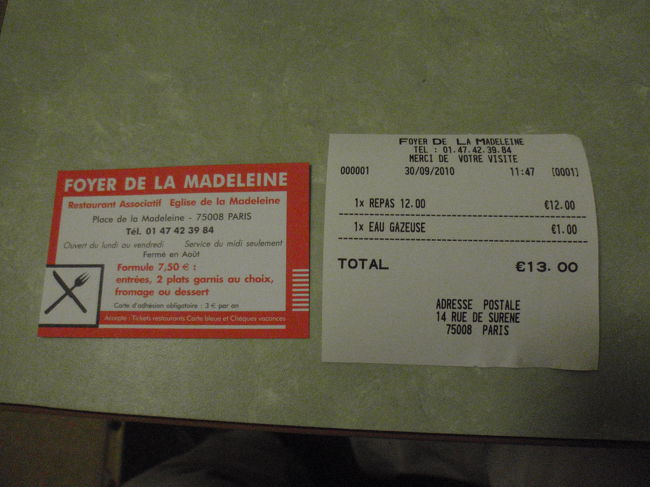 FOYER DE LA MADELEINE
Restaurant Associatif Eglise de la Madeleine
Place de la Madeleine - 75008 PARIS
Tél. 01 47 42 39 84
Ouvert du lundi au vendredi Service du midi seulement
Fermé en Août
Formule 7,50 € :
entrées, 2 plats garnis au choix,
fromage ou dessert
Carte d'adhésion obligatoire : 3 € par an
Accepte : Tickets restaurants Carte bleue et Chèques vacances
FOYER DE LA MADELEINE
TEL : 01.47.42.39.84
MERCI DE VOTRE VISITE
000001 30/09/2010 11:47 [0001]
1x REPAS 12.00 €12.00
1x EAU GAZEUSE €1.00
TOTAL €13.00
ADRESSE POSTALE
14 RUE DE SURENE
75008 PARIS